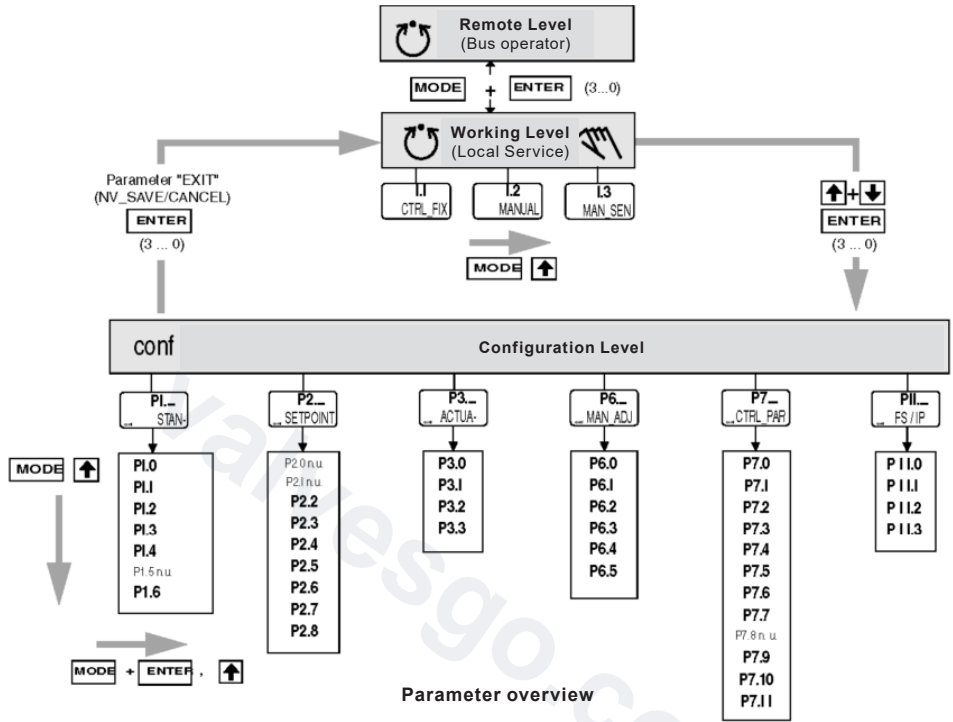 Remote Level
(Bus operator)
MODE + ENTER (3...0)
Working Level
(Local Service)
1.1 1.2 1.3
CTRL_FIX MANUAL MAN_SEN
MODE
Parameter "EXIT"
(NV_SAVE/CANCEL)
ENTER
(3 ... 0)
+
ENTER
(3 ... 0)
conf Configuration Level
P1._ P2._ P3._ P6._ P7_ P11._
_ STAN- _ SETPOINT _ ACTUA- _ MAN_ADJ _ CTRL_PAR _ FS / IP
MODE
P1.0
P1.1
P1.2
P1.3
P1.4
P1.5 n.u.
P1.6
P2.0 n.u.
P2.1 n.u.
P2.2
P2.3
P2.4
P2.5
P2.6
P2.7
P2.8
P3.0
P3.1
P3.2
P3.3
P6.0
P6.1
P6.2
P6.3
P6.4
P6.5
P7.0
P7.1
P7.2
P7.3
P7.4
P7.5
P7.6
P7.7
P7.8 n. u.
P7.9
P7.10
P7.11
P11.0
P11.1
P11.2
P11.3
MODE + ENTER ,
Parameter overview
valvesgo.c